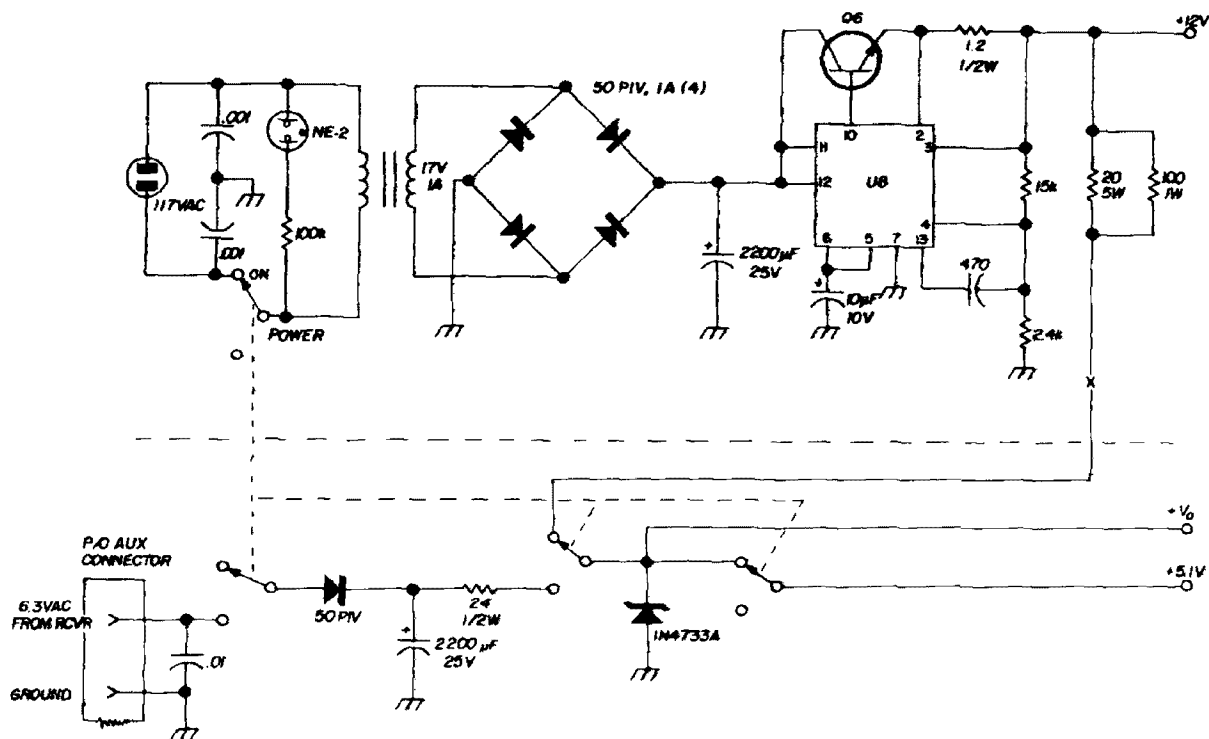 Q6
+12V
1.2
1/2W
50 PIV, 1A (4)
.001
NE-2
10
2
11
3
12
U8
117VAC
17V
1A
15k
20
5W
100
1W
100k
4
.001
6
5
7
13
+
2200µF
25V
ON
470
+
10µF
10V
POWER
2.4k
X
+V₀
P/O AUX
CONNECTOR
+5.1V
6.3VAC
FROM RCVR
50 PIV
24
1/2W
1N4733A
+
2200µF
25V
.01
GROUND